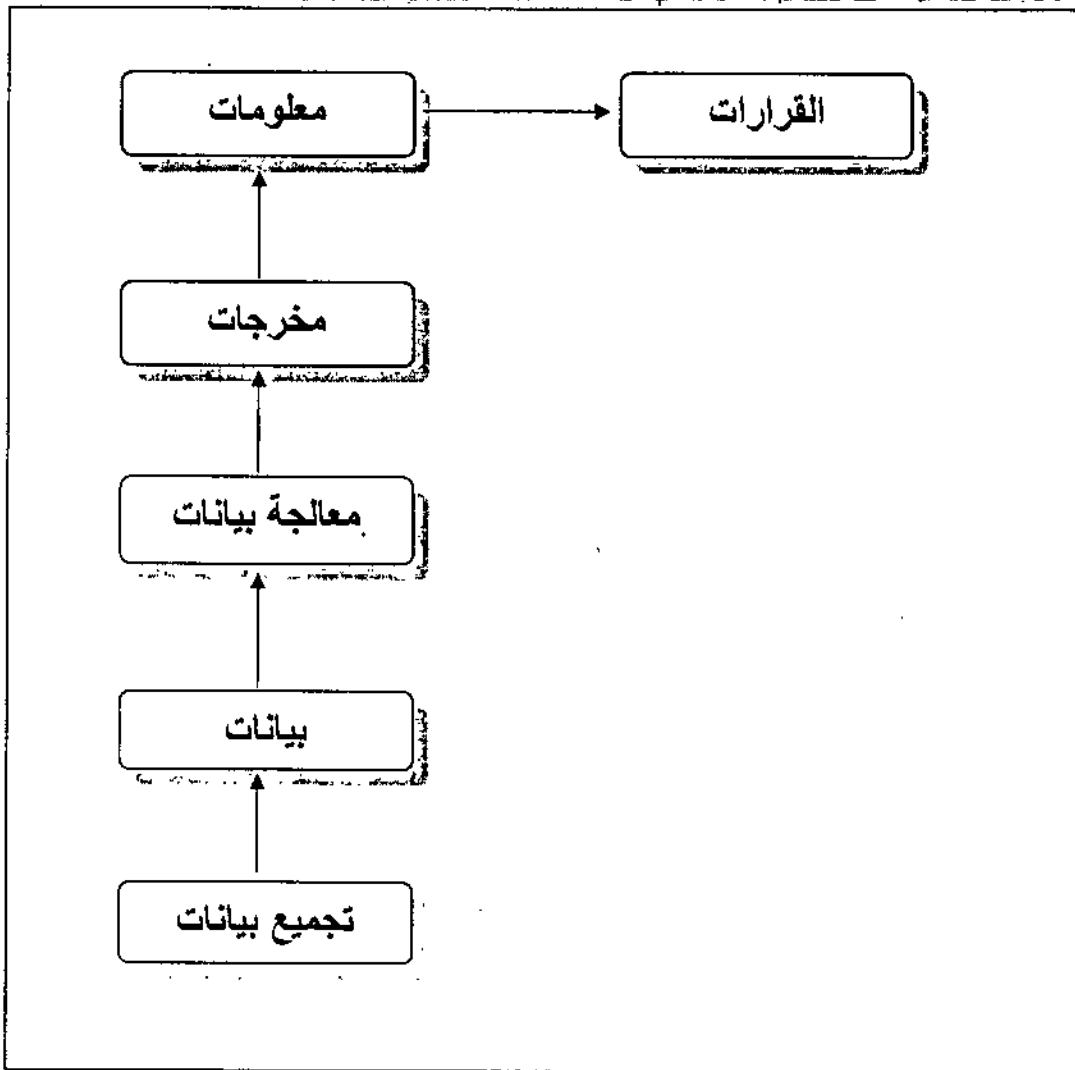 معلومات
القرارات
مخرجات
معالجة بيانات
بيانات
تجميع بيانات